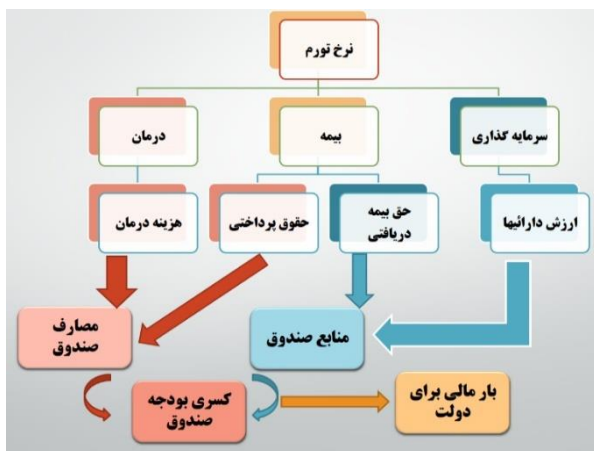 نرخ تورم
سرمایه گذاری
بیمه
درمان
ارزش دارائیها
حق بیمه
دریافتی
حقوق پرداختی
هزینه درمان
منابع صندوق
مصارف
صندوق
کسری بودجه
صندوق
بار مالی برای
دولت